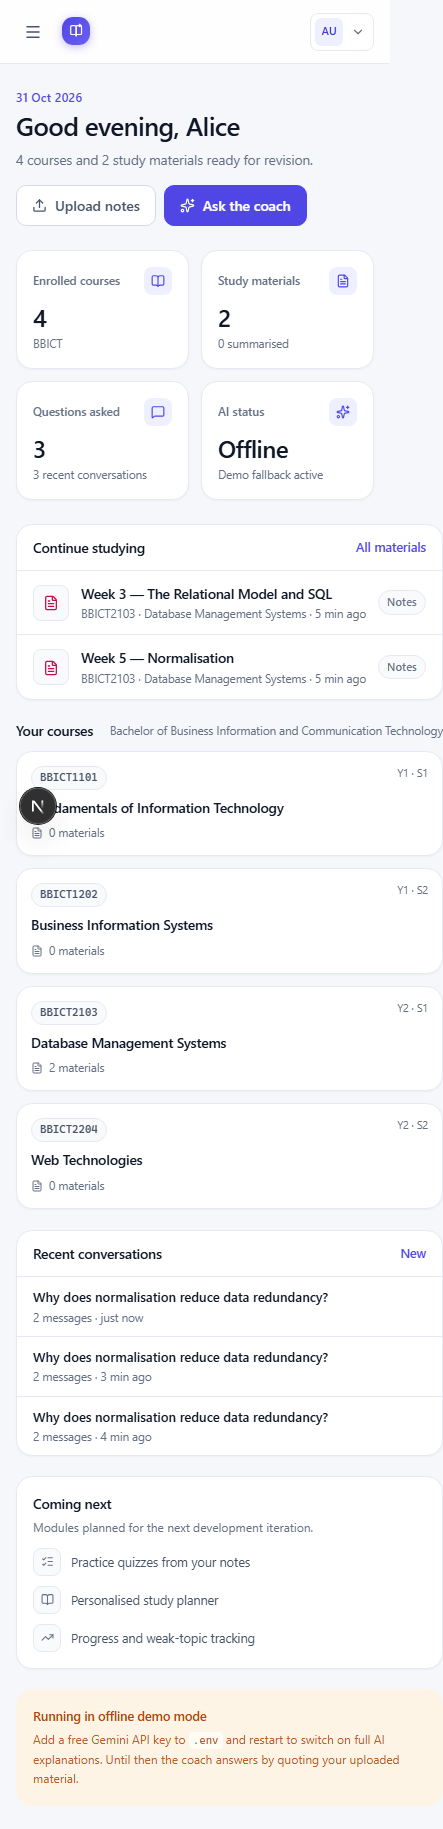 AU
31 Oct 2026
Good evening, Alice
4 courses and 2 study materials ready for revision.
Upload notes
Ask the coach
Enrolled courses
4
BBICT
Study materials
2
0 summarised
Questions asked
3
3 recent conversations
AI status
Offline
Demo fallback active
Continue studying
All materials
Week 3 — The Relational Model and SQL
BBICT2103 · Database Management Systems · 5 min ago
Notes
Week 5 — Normalisation
BBICT2103 · Database Management Systems · 5 min ago
Notes
Your courses
Bachelor of Business Information and Communication Technology
BBICT1101
Y1 · S1
N
damentals of Information Technology
0 materials
BBICT1202
Y1 · S2
Business Information Systems
0 materials
BBICT2103
Y2 · S1
Database Management Systems
2 materials
BBICT2204
Y2 · S2
Web Technologies
0 materials
Recent conversations
New
Why does normalisation reduce data redundancy?
2 messages · just now
Why does normalisation reduce data redundancy?
2 messages · 3 min ago
Why does normalisation reduce data redundancy?
2 messages · 4 min ago
Coming next
Modules planned for the next development iteration.
Practice quizzes from your notes
Personalised study planner
Progress and weak-topic tracking
Running in offline demo mode
Add a free Gemini API key to .env and restart to switch on full AI
explanations. Until then the coach answers by quoting your uploaded
material.